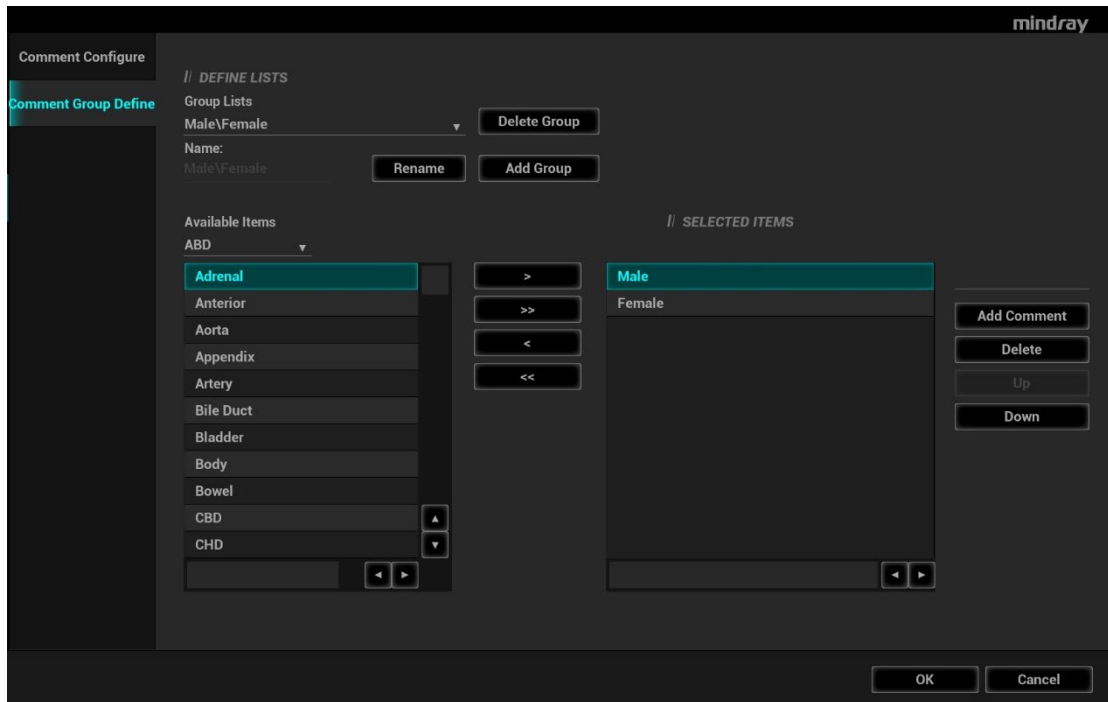 mindray
Comment Configure
Comment Group Define
// DEFINE LISTS
Group Lists
Male\Female
Delete Group
Name:
Male\Female
Rename
Add Group
Available Items
ABD
// SELECTED ITEMS
Adrenal
Anterior
Aorta
Appendix
Artery
Bile Duct
Bladder
Body
Bowel
CBD
CHD
>
>>
<
<<
Male
Female
Add Comment
Delete
Up
Down
OK
Cancel